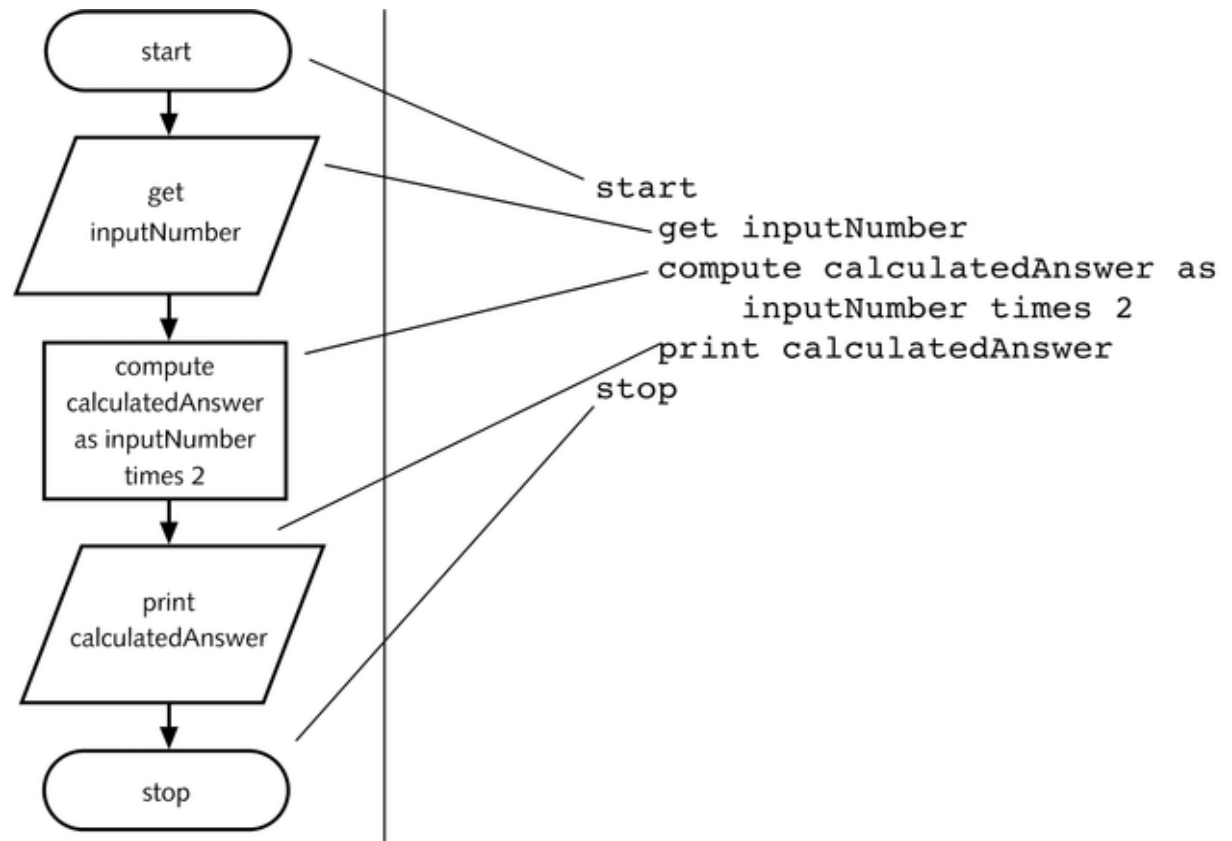 start
get
inputNumber
compute
calculatedAnswer
as inputNumber
times 2
print
calculatedAnswer
stop
start
get inputNumber
compute calculatedAnswer as
inputNumber times 2
print calculatedAnswer
stop